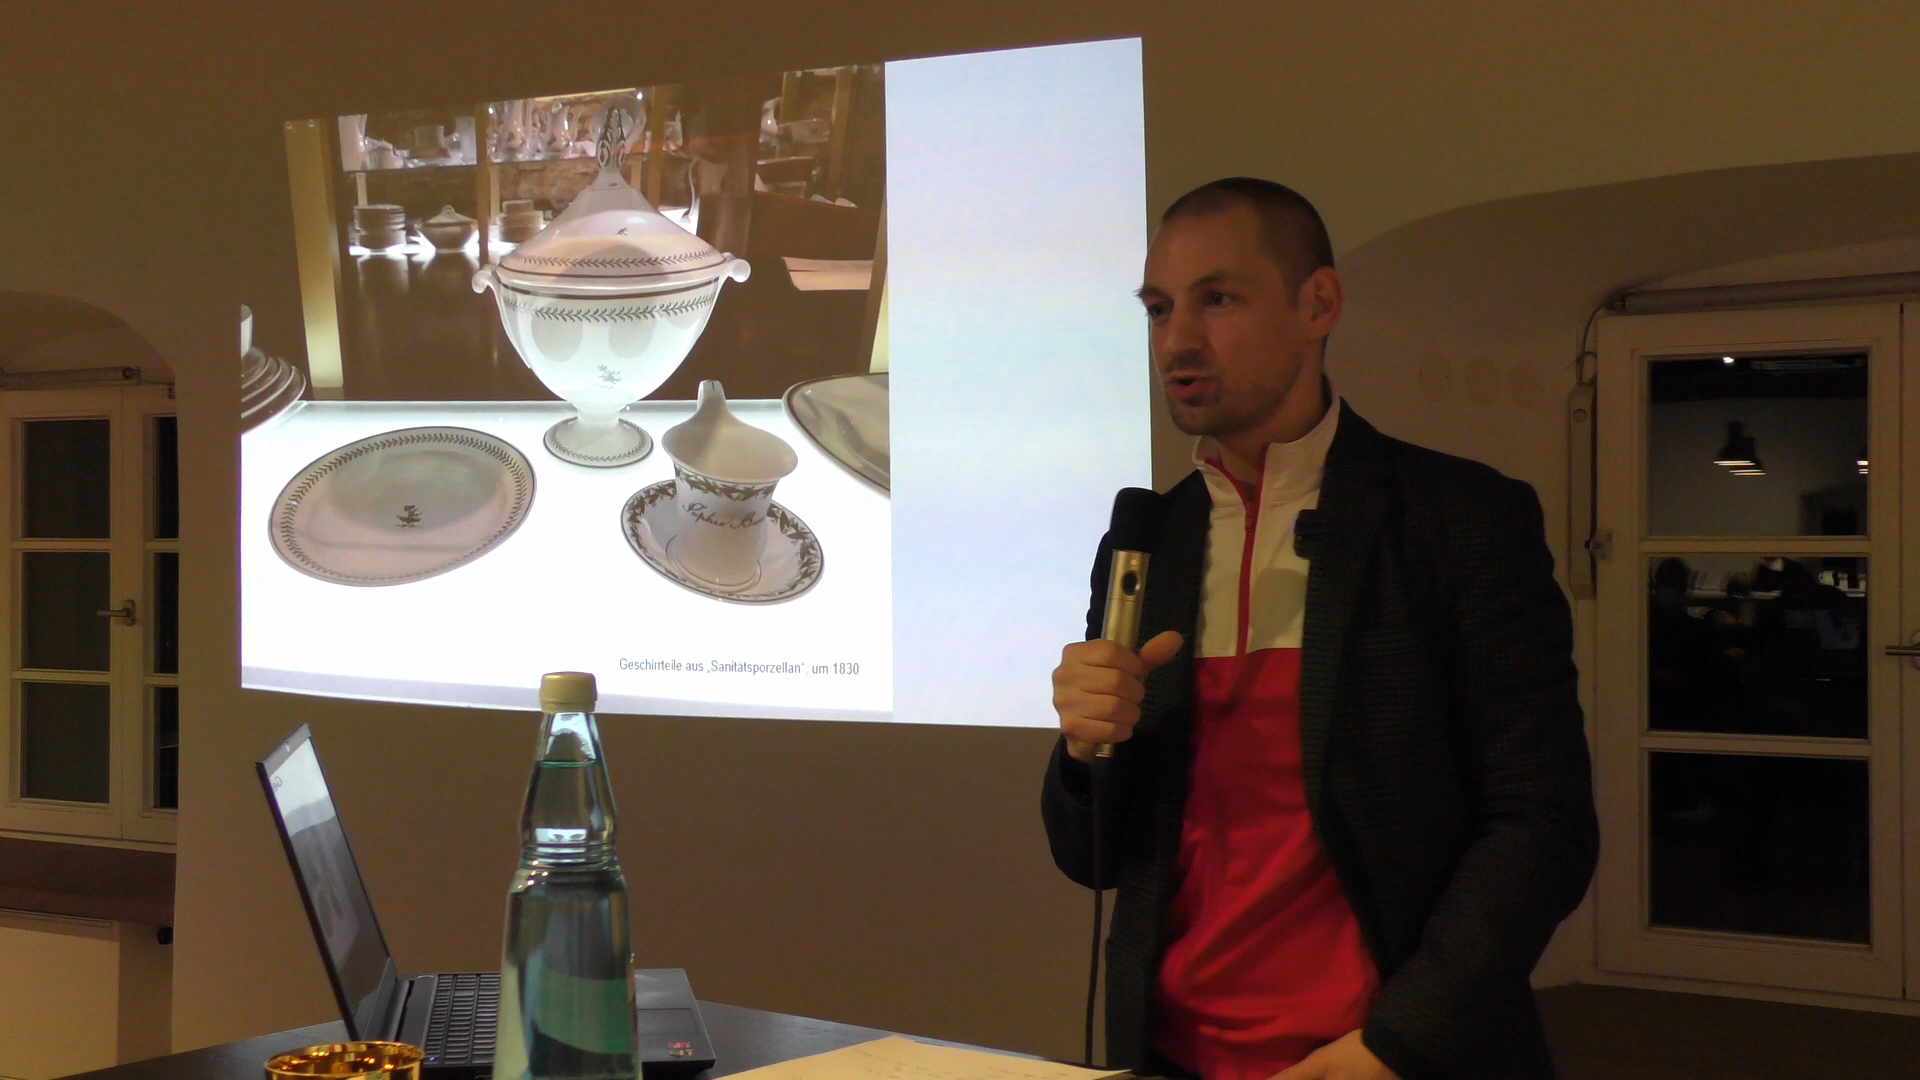 Geschirrteile aus „Sanitätsporzellan“, um 1830